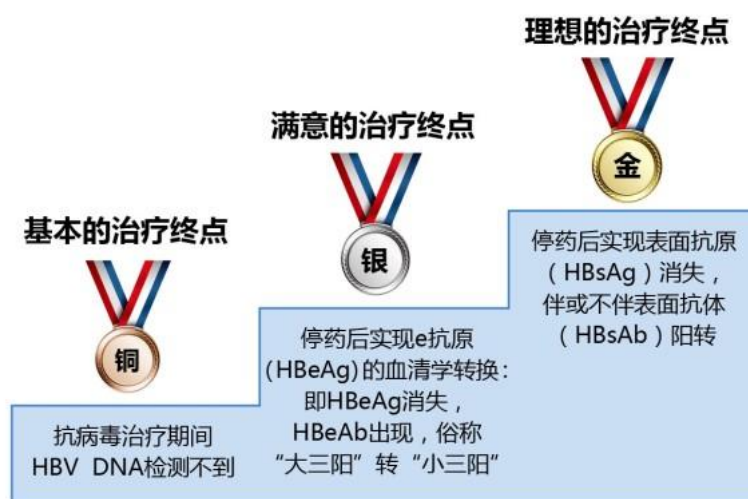 基本的治疗终点
铜
抗病毒治疗期间
HBV DNA检测不到
满意的治疗终点
银
停药后实现e抗原
(HBeAg)的血清学转换：
即HBeAg消失，
HBeAb出现，俗称
“大三阳”转“小三阳”
理想的治疗终点
金
停药后实现表面抗原
（HBsAg）消失，
伴或不伴表面抗体
（HBsAb）阳转